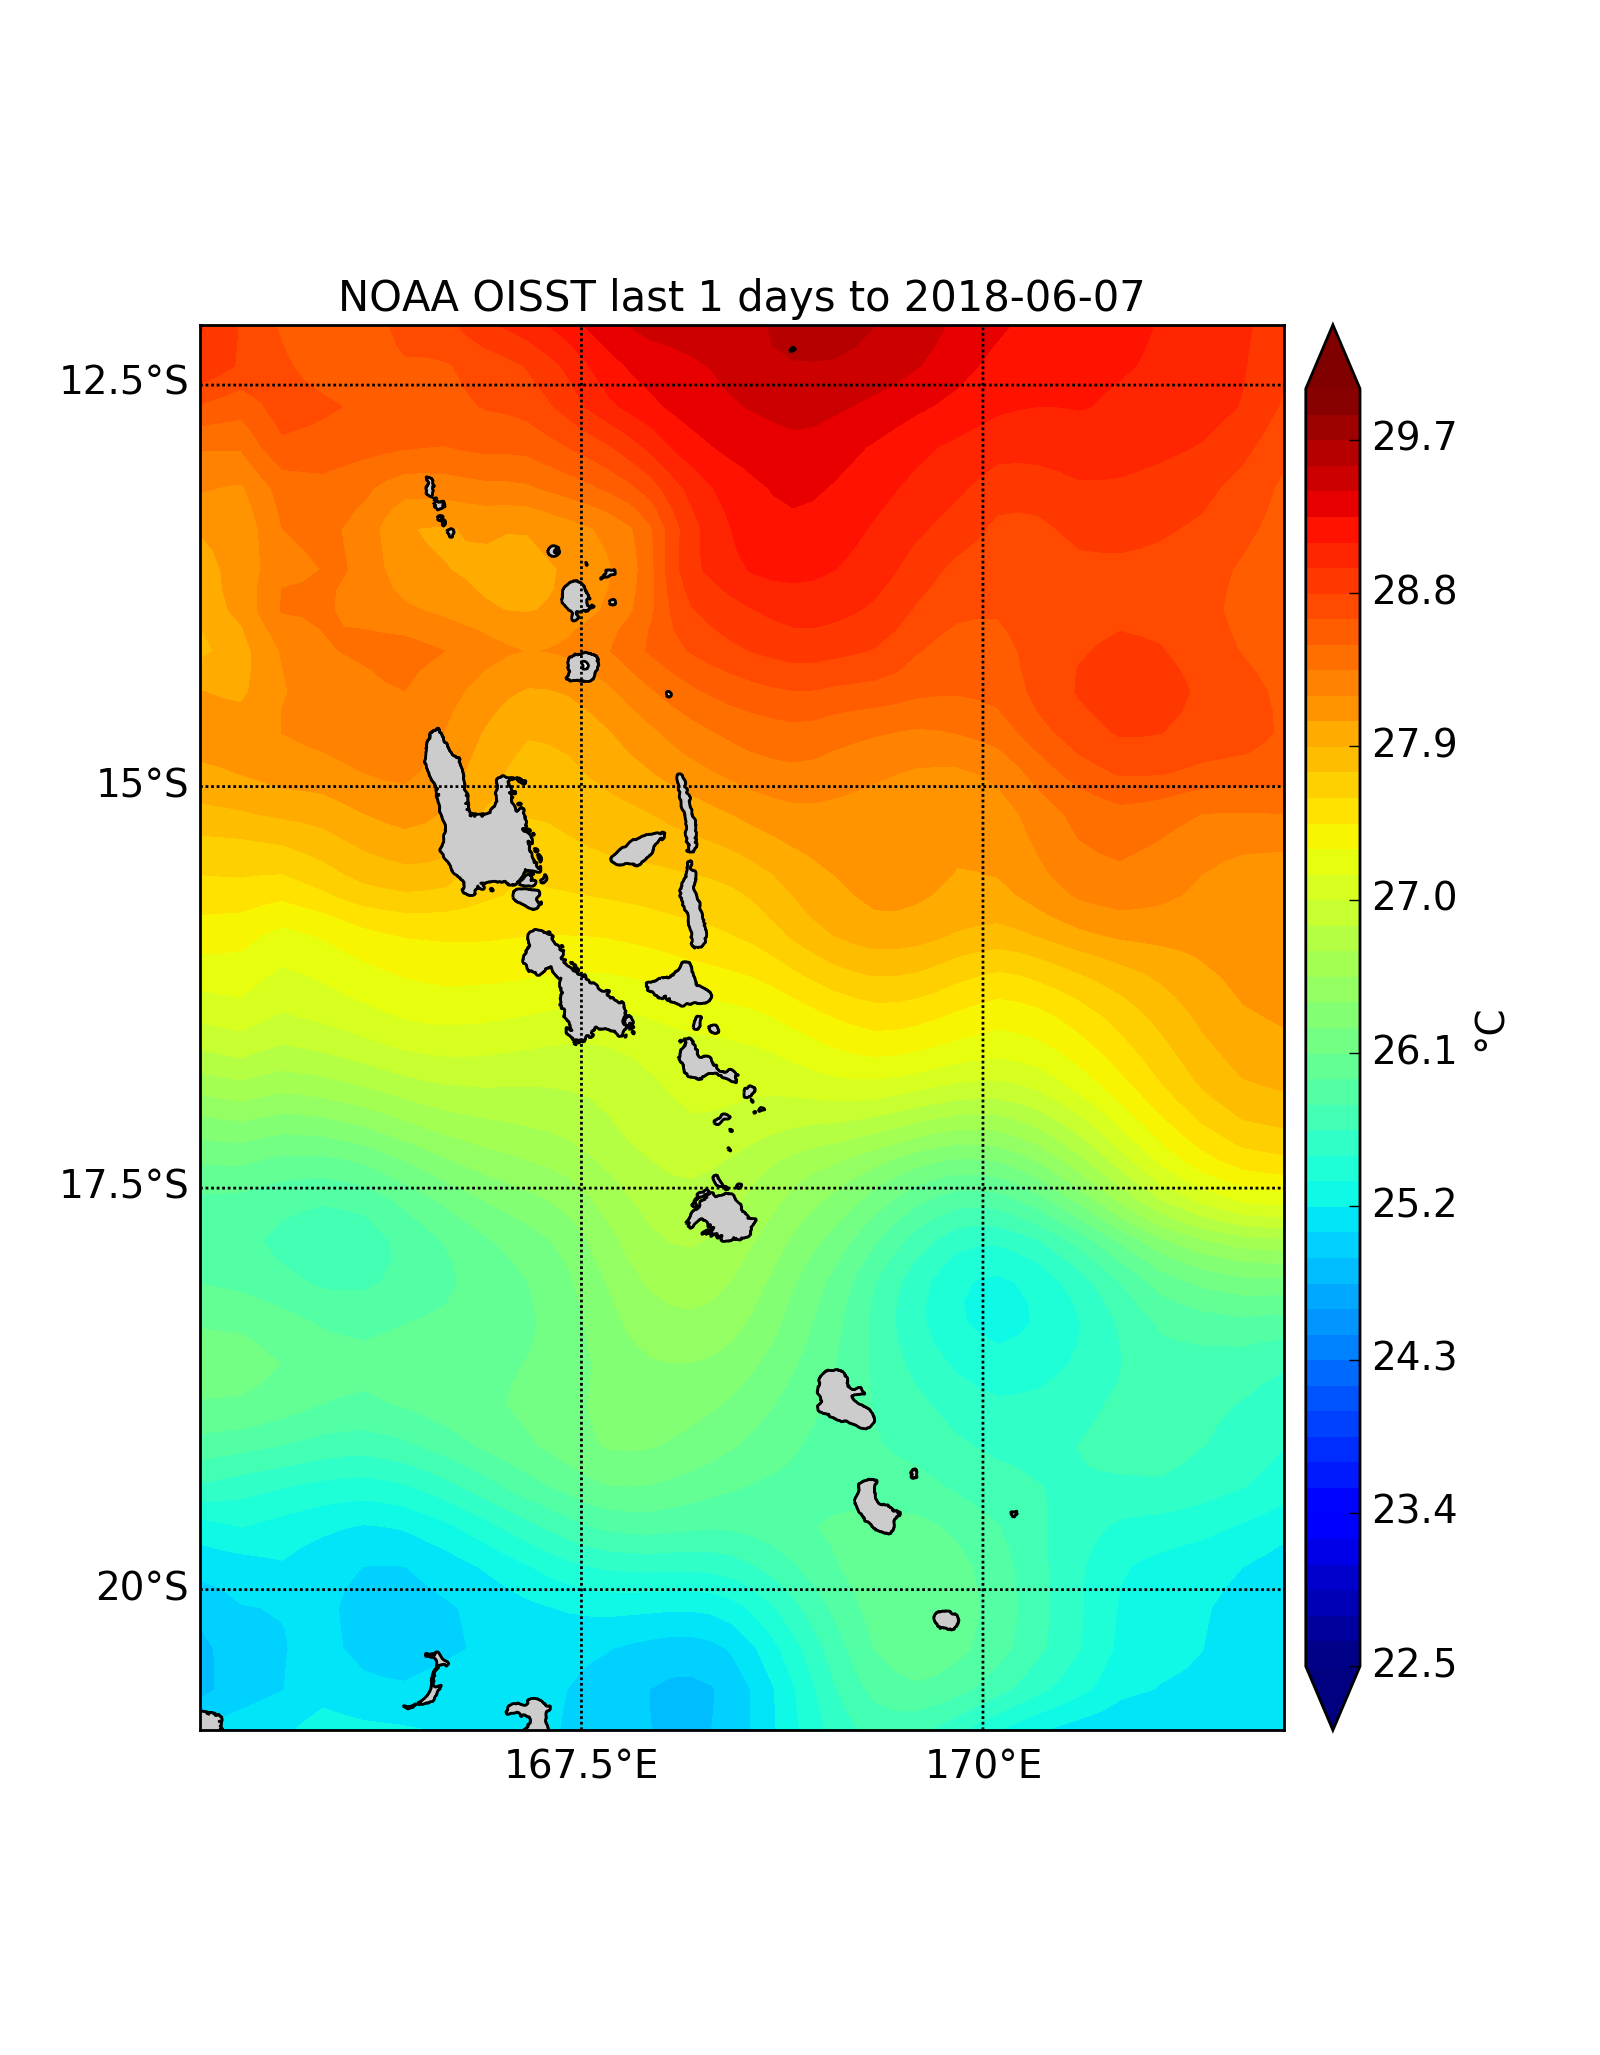 NOAA OISST last 1 days to 2018-06-07
12.5°S
15°S
17.5°S
20°S
167.5°E
170°E
29.7
28.8
27.9
27.0
26.1
25.2
24.3
23.4
22.5
°C